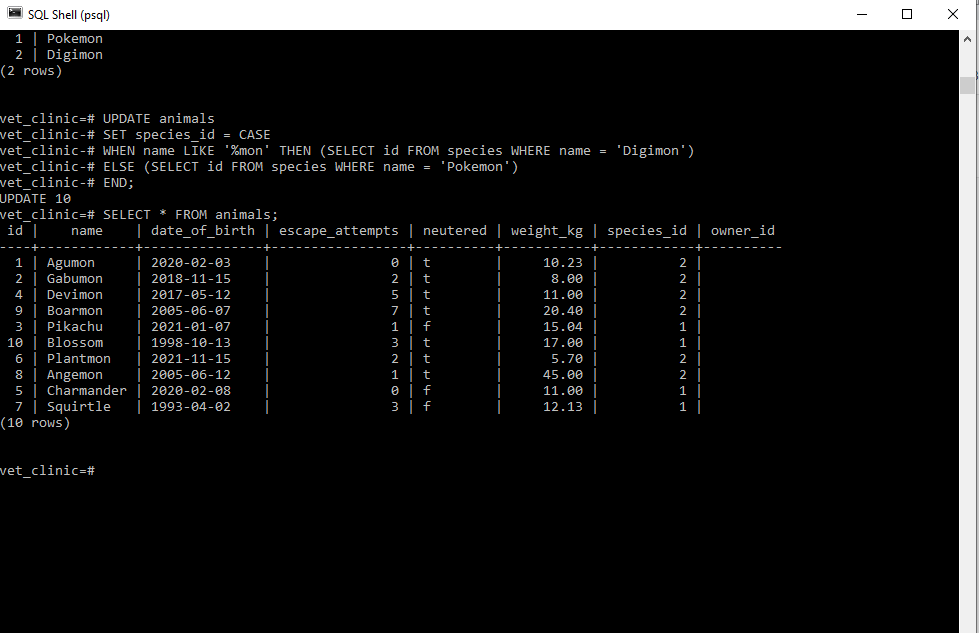 SQL Shell (psql)
  1 | Pokemon
  2 | Digimon
(2 rows)
vet_clinic=# UPDATE animals
vet_clinic-# SET species_id = CASE
vet_clinic-# WHEN name LIKE '%mon' THEN (SELECT id FROM species WHERE name = 'Digimon')
vet_clinic-# ELSE (SELECT id FROM species WHERE name = 'Pokemon')
vet_clinic-# END;
UPDATE 10
vet_clinic=# SELECT * FROM animals;
 id |    name    | date_of_birth | escape_attempts | neutered | weight_kg | species_id | owner_id
----+------------+---------------+-----------------+----------+-----------+------------+----------
  1 | Agumon     | 2020-02-03    |               0 | t        |     10.23 |          2 |
  2 | Gabumon    | 2018-11-15    |               2 | t        |      8.00 |          2 |
  4 | Devimon    | 2017-05-12    |               5 | t        |     11.00 |          2 |
  9 | Boarmon    | 2005-06-07    |               7 | t        |     20.40 |          2 |
  3 | Pikachu    | 2021-01-07    |               1 | f        |     15.04 |          1 |
 10 | Blossom    | 1998-10-13    |               3 | t        |     17.00 |          1 |
  6 | Plantmon   | 2021-11-15    |               2 | t        |      5.70 |          2 |
  8 | Angemon    | 2005-06-12    |               1 | t        |     45.00 |          2 |
  5 | Charmander | 2020-02-08    |               0 | f        |     11.00 |          1 |
  7 | Squirtle   | 1993-04-02    |               3 | f        |     12.13 |          1 |
(10 rows)
vet_clinic=#